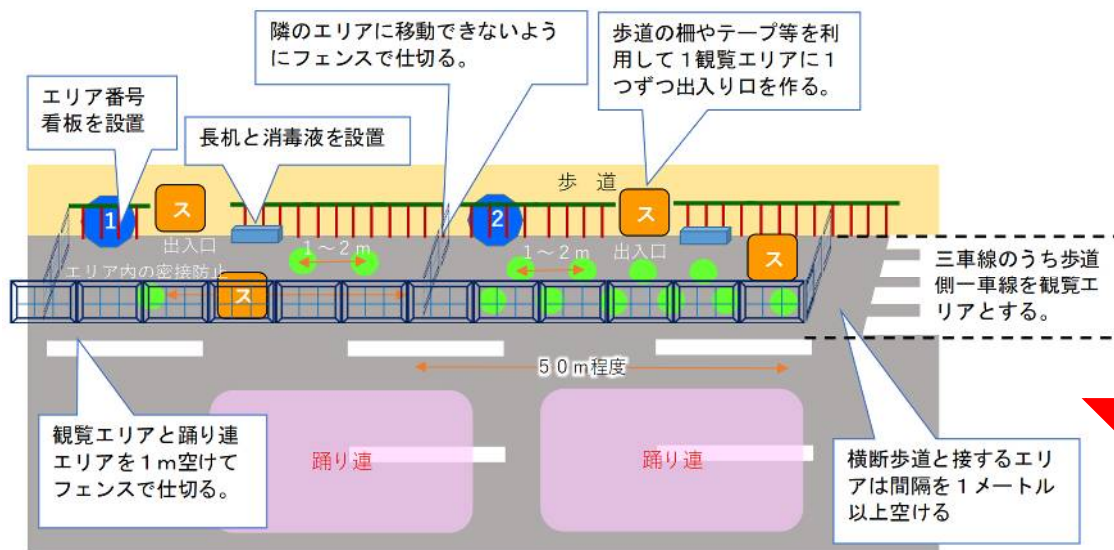 隣のエリアに移動できないよう
にフェンスで仕切る。
歩道の柵やテープ等を利
用して１観覧エリアに１
つずつ出入り口を作る。
エリア番号
看板を設置
長机と消毒液を設置
歩 道
ス
ス
1
2
出入口
１～２ｍ
１～２ｍ
出入口
ス
エリア内の密接防止
ス
三車線のうち歩道
側一車線を観覧エ
リアとする。
５０ｍ程度
観覧エリアと踊り連
エリアを１ｍ空けて
フェンスで仕切る。
踊り連
踊り連
横断歩道と接するエリ
アは間隔を１メートル
以上空ける